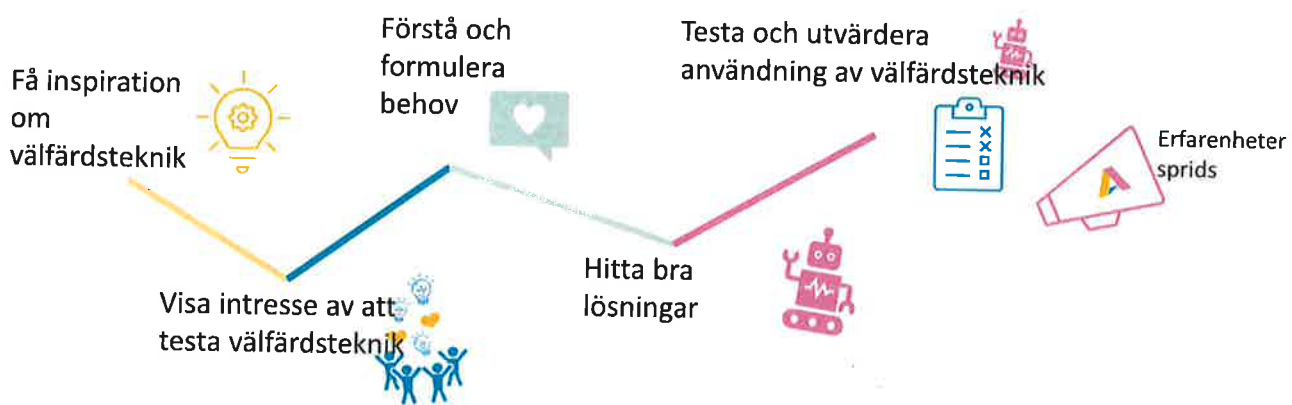 Få inspiration
om
välfärdsteknik
Visa intresse av att
testa välfärdsteknik
Förstå och
formulera
behov
Hitta bra
lösningar
Testa och utvärdera
användning av välfärdsteknik
Erfarenheter
sprids